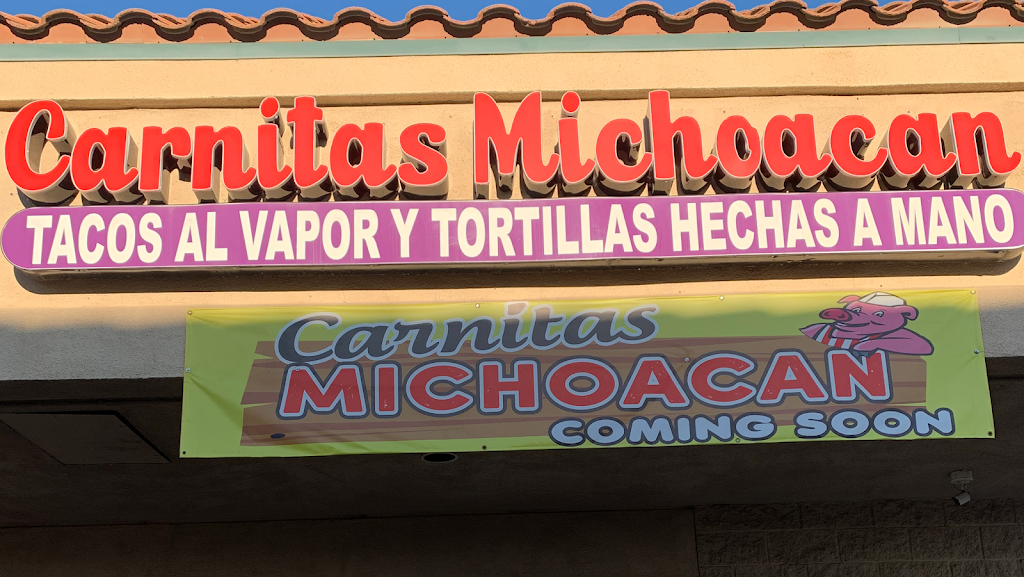 Carnitas Michoacan
TACOS AL VAPOR Y TORTILLAS HECHAS A MANO
Carnitas
MICHOACAN
COMING SOON